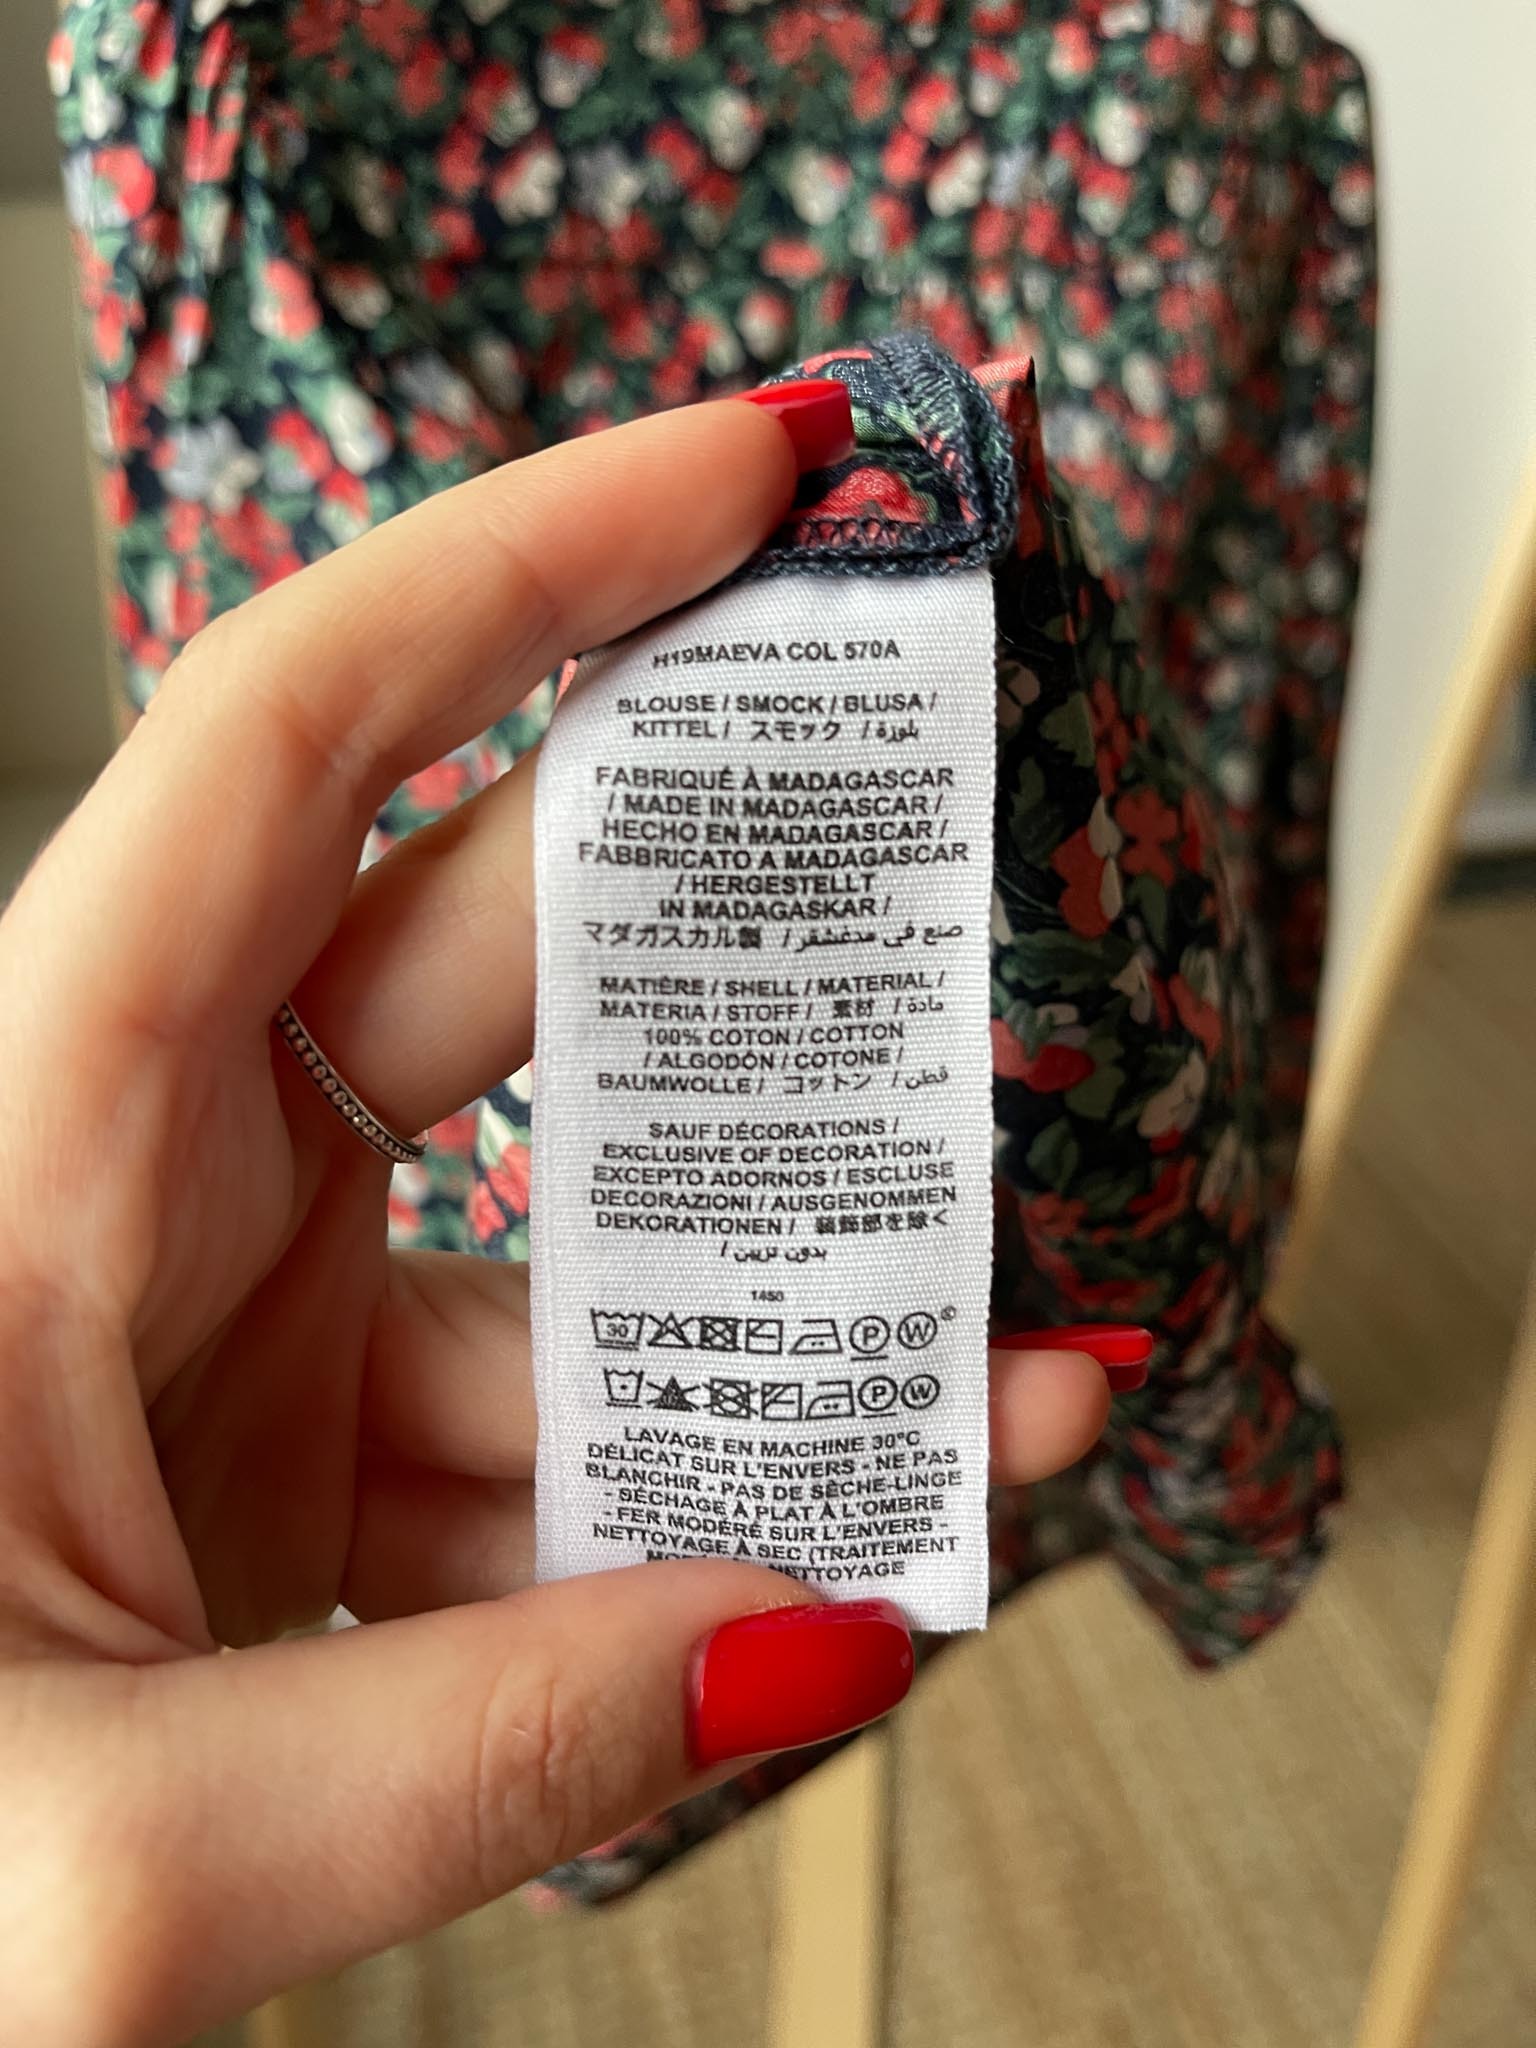 H19MAEVA COL 570A
BLOUSE / SMOCK / BLUSA /
KITTEL / スモック / بلوزة
FABRIQUÉ À MADAGASCAR
/ MADE IN MADAGASCAR /
HECHO EN MADAGASCAR /
FABBRICATO A MADAGASCAR
/ HERGESTELLT
IN MADAGASKAR /
マダガスカル製 / صنع في مدغشقر
MATIÈRE / SHELL / MATERIAL /
MATERIA / STOFF / 素材 / مادة
100% COTON / COTTON
/ ALGODÓN / COTONE /
BAUMWOLLE / コットン / قطن
SAUF DÉCORATIONS /
EXCLUSIVE OF DECORATION /
EXCEPTO ADORNOS / ESCLUSE
DECORAZIONI / AUSGENOMMEN
DEKORATIONEN / 装飾部を除く
/ بدون تزيين
1450
30 P W ©
P W
LAVAGE EN MACHINE 30°C
DÉLICAT SUR L'ENVERS - NE PAS
BLANCHIR - PAS DE SÈCHE-LINGE
- SÉCHAGE À PLAT À L'OMBRE
- FER MODÉRÉ SUR L'ENVERS -
NETTOYAGE À SEC (TRAITEMENT
NETTOYAGE